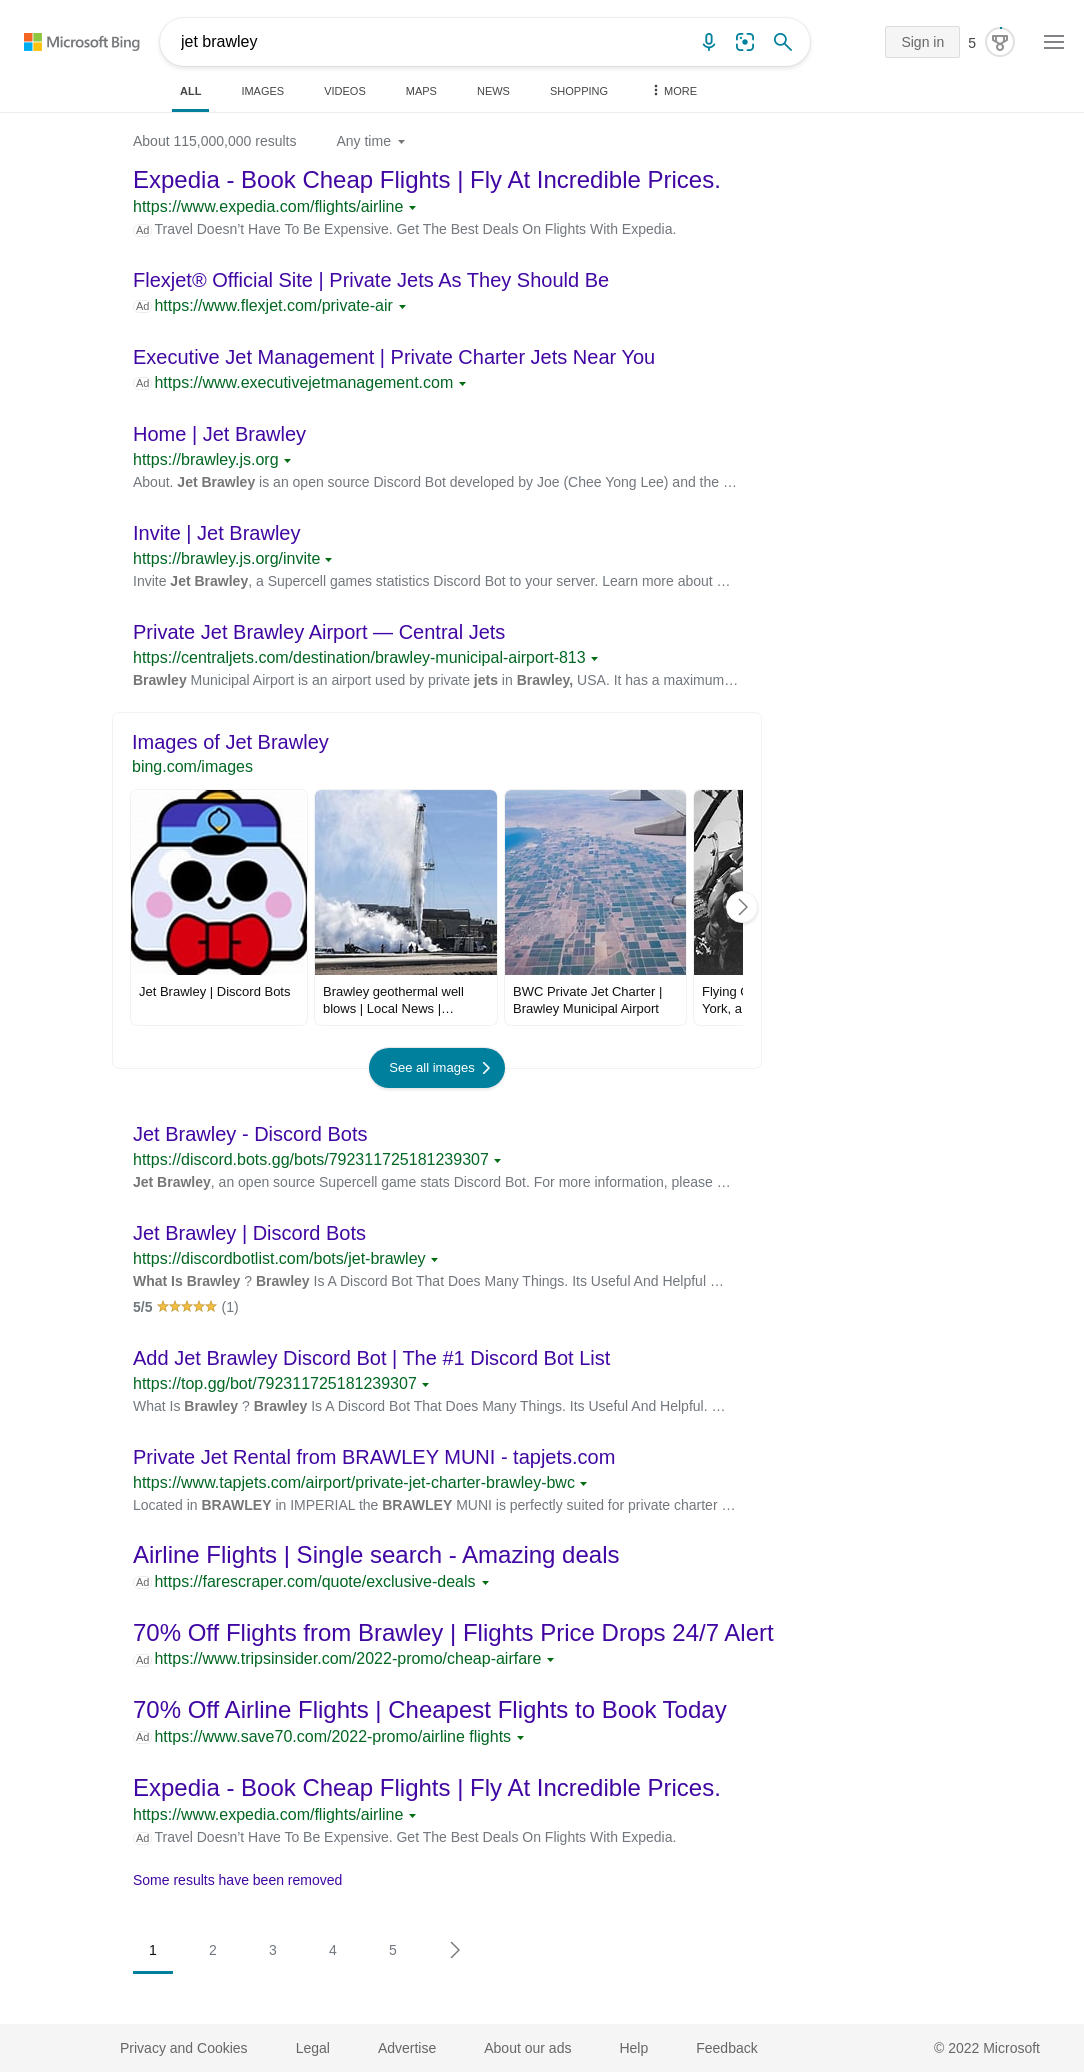 Microsoft Bing
jet brawley
Sign in
5
ALL
IMAGES
VIDEOS
MAPS
NEWS
SHOPPING
MORE
About 115,000,000 results
Any time
Expedia - Book Cheap Flights | Fly At Incredible Prices.
https://www.expedia.com/flights/airline
Ad Travel Doesn’t Have To Be Expensive. Get The Best Deals On Flights With Expedia.
Flexjet® Official Site | Private Jets As They Should Be
Ad https://www.flexjet.com/private-air
Executive Jet Management | Private Charter Jets Near You
Ad https://www.executivejetmanagement.com
Home | Jet Brawley
https://brawley.js.org
About. Jet Brawley is an open source Discord Bot developed by Joe (Chee Yong Lee) and the …
Invite | Jet Brawley
https://brawley.js.org/invite
Invite Jet Brawley, a Supercell games statistics Discord Bot to your server. Learn more about …
Private Jet Brawley Airport — Central Jets
https://centraljets.com/destination/brawley-municipal-airport-813
Brawley Municipal Airport is an airport used by private jets in Brawley, USA. It has a maximum…
Images of Jet Brawley
bing.com/images
Jet Brawley | Discord Bots
Brawley geothermal well
blows | Local News |…
BWC Private Jet Charter |
Brawley Municipal Airport
Flying
York, a
See all images
Jet Brawley - Discord Bots
https://discord.bots.gg/bots/792311725181239307
Jet Brawley, an open source Supercell game stats Discord Bot. For more information, please …
Jet Brawley | Discord Bots
https://discordbotlist.com/bots/jet-brawley
What Is Brawley ? Brawley Is A Discord Bot That Does Many Things. Its Useful And Helpful …
5/5 (1)
Add Jet Brawley Discord Bot | The #1 Discord Bot List
https://top.gg/bot/792311725181239307
What Is Brawley ? Brawley Is A Discord Bot That Does Many Things. Its Useful And Helpful. …
Private Jet Rental from BRAWLEY MUNI - tapjets.com
https://www.tapjets.com/airport/private-jet-charter-brawley-bwc
Located in BRAWLEY in IMPERIAL the BRAWLEY MUNI is perfectly suited for private charter …
Airline Flights | Single search - Amazing deals
Ad https://farescraper.com/quote/exclusive-deals
70% Off Flights from Brawley | Flights Price Drops 24/7 Alert
Ad https://www.tripsinsider.com/2022-promo/cheap-airfare
70% Off Airline Flights | Cheapest Flights to Book Today
Ad https://www.save70.com/2022-promo/airline flights
Expedia - Book Cheap Flights | Fly At Incredible Prices.
https://www.expedia.com/flights/airline
Ad Travel Doesn’t Have To Be Expensive. Get The Best Deals On Flights With Expedia.
Some results have been removed
1
2
3
4
5
Privacy and Cookies
Legal
Advertise
About our ads
Help
Feedback
© 2022 Microsoft